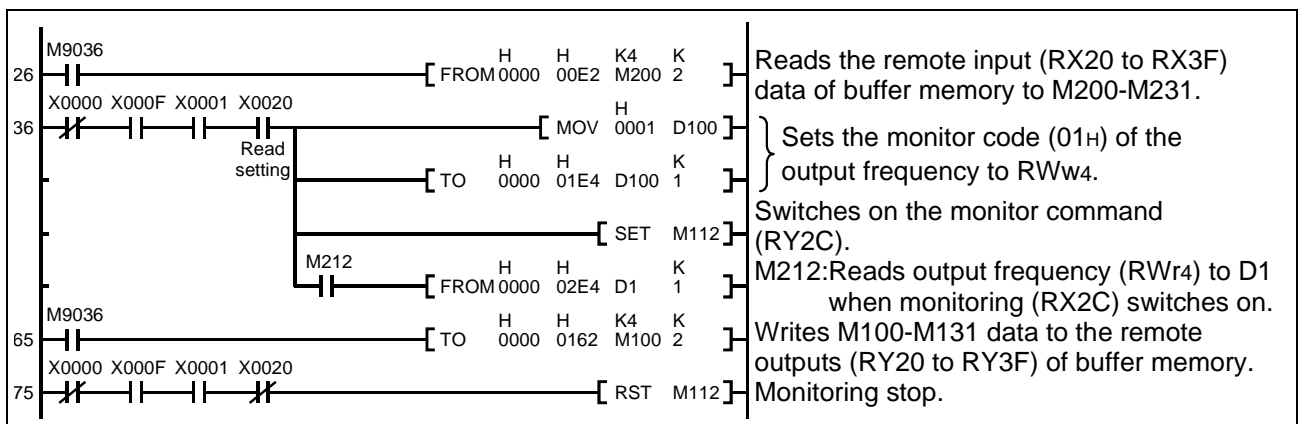 M9036
H H K4 K
26 FROM 0000 00E2 M200 2
Reads the remote input (RX20 to RX3F)
data of buffer memory to M200-M231.
X0000 X000F X0001 X0020
H
36 MOV 0001 D100
Read
setting
Sets the monitor code (01H) of the
output frequency to RWW4.
H H K
TO 0000 01E4 D100 1
SET M112
Switches on the monitor command
(RY2C).
M212
H H K
FROM 0000 02E4 D1 1
M212:Reads output frequency (RWr4) to D1
when monitoring (RX2C) switches on.
M9036
H H K4 K
65 TO 0000 0162 M100 2
Writes M100-M131 data to the remote
outputs (RY20 to RY3F) of buffer memory.
X0000 X000F X0001 X0020
75 RST M112
Monitoring stop.